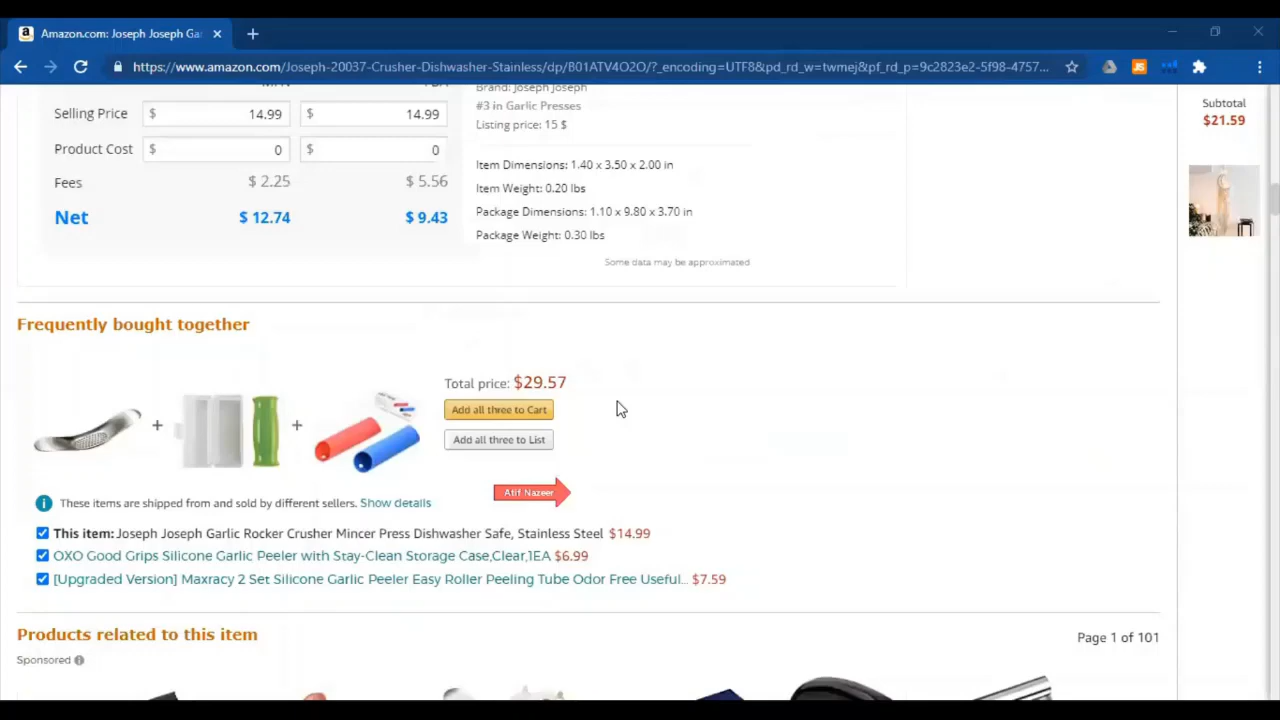 Amazon.com: Joseph Joseph Ga
https://www.amazon.com/Joseph-20037-Crusher-Dishwasher-Stainless/dp/B01ATV4O2O/?_encoding=UTF8&pd_rd_w=twmej&pf_rd_p=9c2823e2-5f98-4757...
Brand: Joseph Joseph
Selling Price $ 14.99 $ 14.99
#3 in Garlic Presses
Listing price: 15 $
Product Cost $ 0 $ 0
Item Dimensions: 1.40 x 3.50 x 2.00 in
Fees $ 2.25 $ 5.56
Item Weight: 0.20 lbs
Net $ 12.74 $ 9.43
Package Dimensions: 1.10 x 9.80 x 3.70 in
Package Weight: 0.30 lbs
Some data may be approximated
Subtotal
$21.59
Frequently bought together
Total price: $29.57
Add all three to Cart
Add all three to List
Atif Nazeer
These items are shipped from and sold by different sellers. Show details
This item: Joseph Joseph Garlic Rocker Crusher Mincer Press Dishwasher Safe, Stainless Steel $14.99
OXO Good Grips Silicone Garlic Peeler with Stay-Clean Storage Case,Clear,1EA $6.99
[Upgraded Version] Maxracy 2 Set Silicone Garlic Peeler Easy Roller Peeling Tube Odor Free Useful... $7.59
Products related to this item
Page 1 of 101
Sponsored